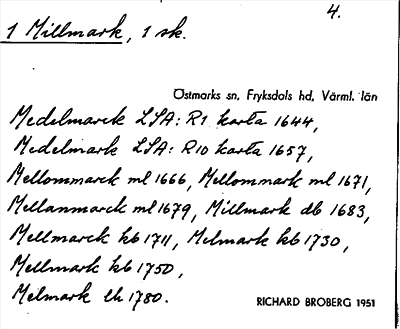 4.
1 Millmark, 1 sk.
Östmarks sn, Fryksdals hd, Värml. län
Medelmarck LSA: R1 karta 1644,
Medelmark LSA: R10 karta 1657,
Mellommarck ml 1666, Mellommark ml 1671,
Mellanmarck ml 1679, Millmark db 1683,
Mellmarck kb 1711, Melmark kb 1730,
Mellmark kb 1750,
Melmark lh 1780.
RICHARD BROBERG 1951